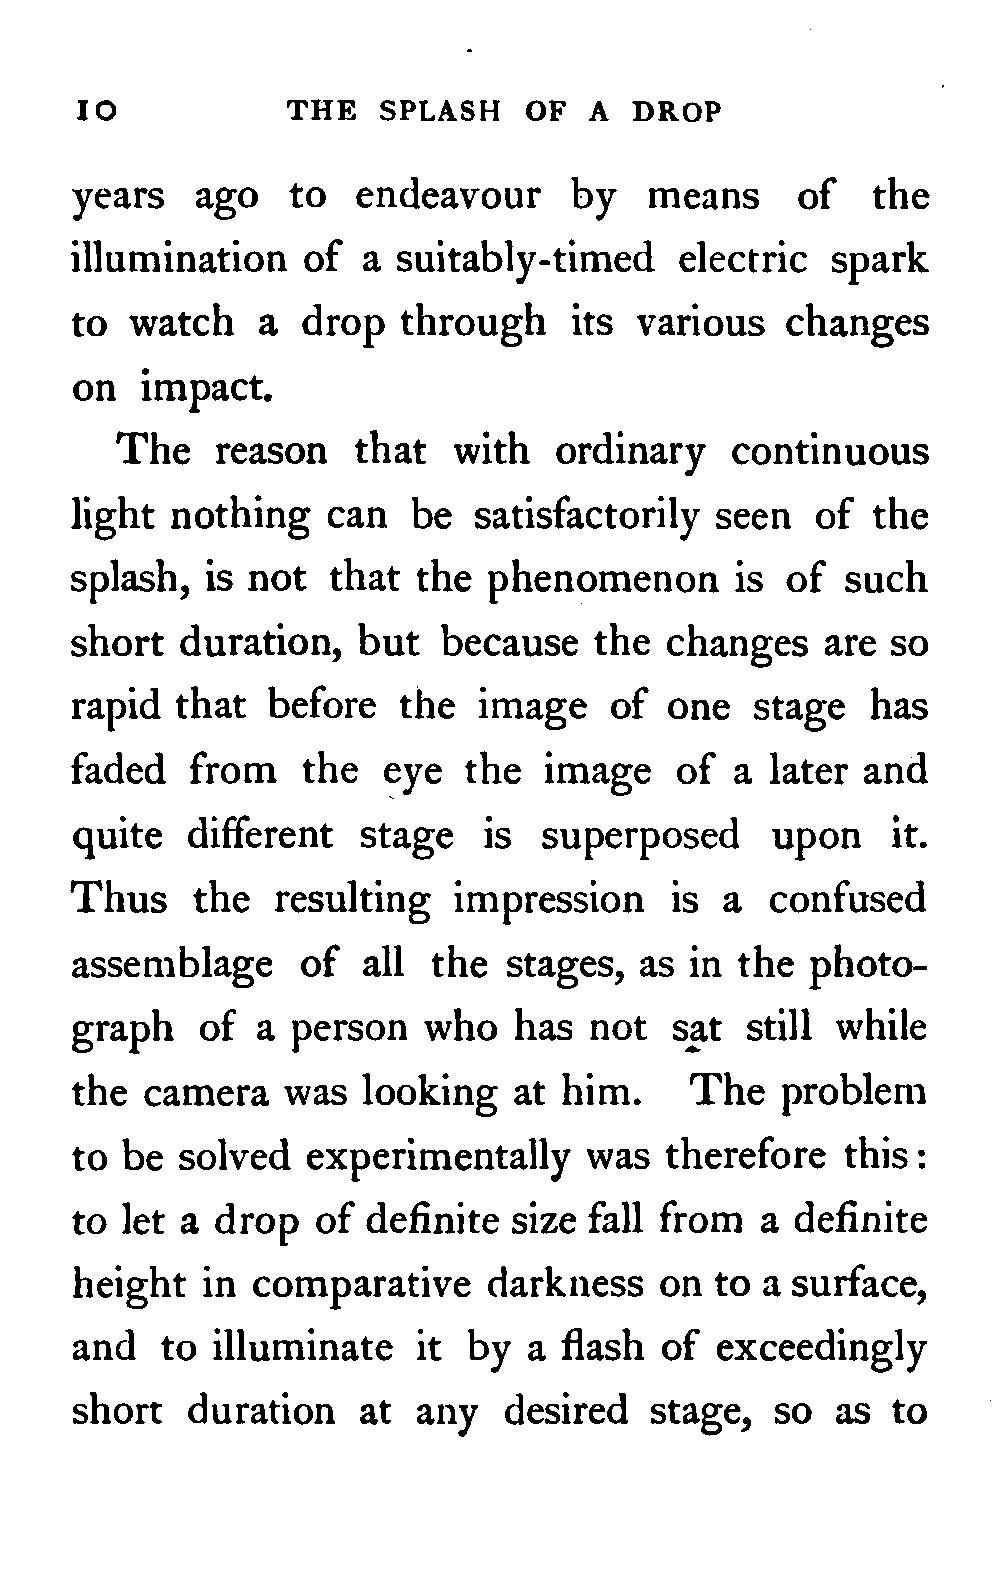 10 THE SPLASH OF A DROP
years ago to endeavour by means of the
illumination of a suitably-timed electric spark
to watch a drop through its various changes
on impact.
The reason that with ordinary continuous
light nothing can be satisfactorily seen of the
splash, is not that the phenomenon is of such
short duration, but because the changes are so
rapid that before the image of one stage has
faded from the eye the image of a later and
quite different stage is superposed upon it.
Thus the resulting impression is a confused
assemblage of all the stages, as in the photo-
graph of a person who has not sat still while
the camera was looking at him. The problem
to be solved experimentally was therefore this:
to let a drop of definite size fall from a definite
height in comparative darkness on to a surface,
and to illuminate it by a flash of exceedingly
short duration at any desired stage, so as to